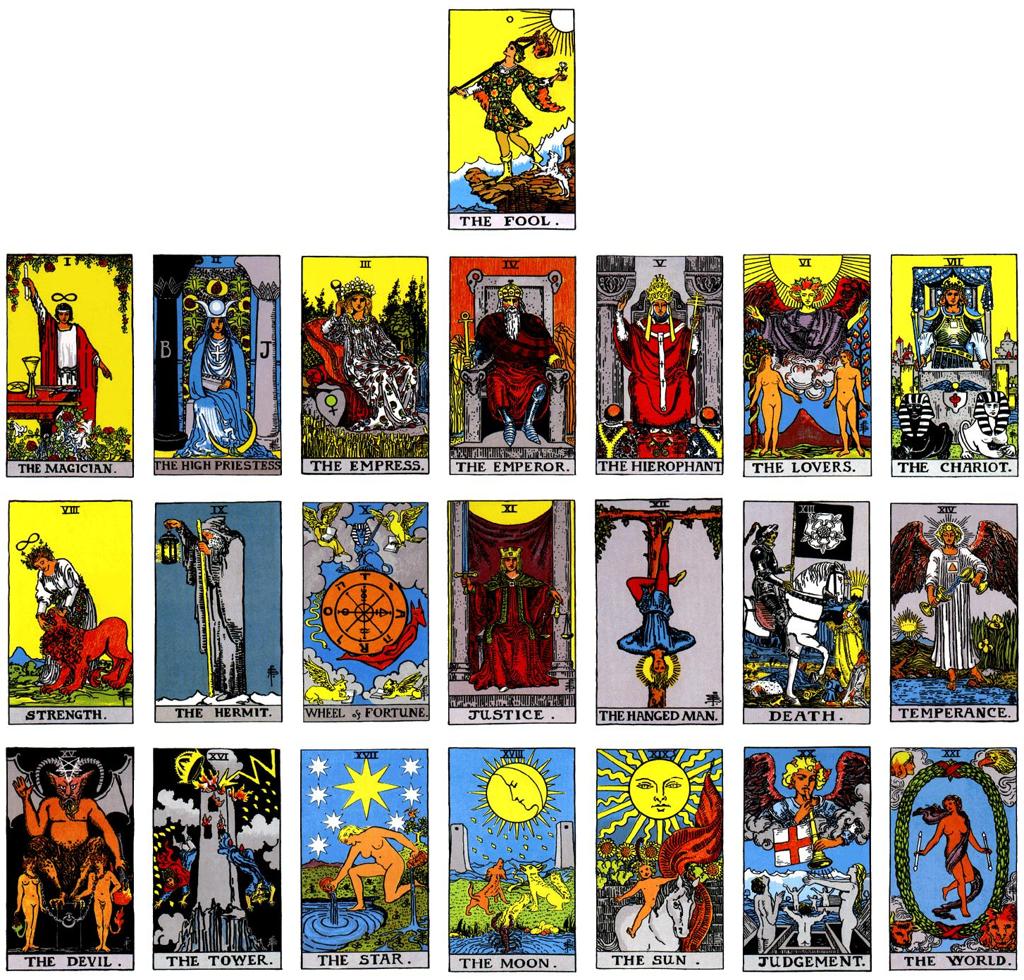 THE FOOL.
I
THE MAGICIAN.
II
B J
THE HIGH PRIESTESS
III
THE EMPRESS.
IV
THE EMPEROR.
V
THE HIEROPHANT
VI
THE LOVERS.
VII
THE CHARIOT.
VIII
STRENGTH.
IX
THE HERMIT.
X
T
A
R
O
WHEEL of FORTUNE.
XI
JUSTICE.
XII
THE HANGED MAN.
XIII
DEATH.
XIV
TEMPERANCE.
XV
THE DEVIL.
XVI
THE TOWER.
XVII
THE STAR.
XVIII
THE MOON.
XIX
THE SUN.
XX
JUDGEMENT.
XXI
THE WORLD.